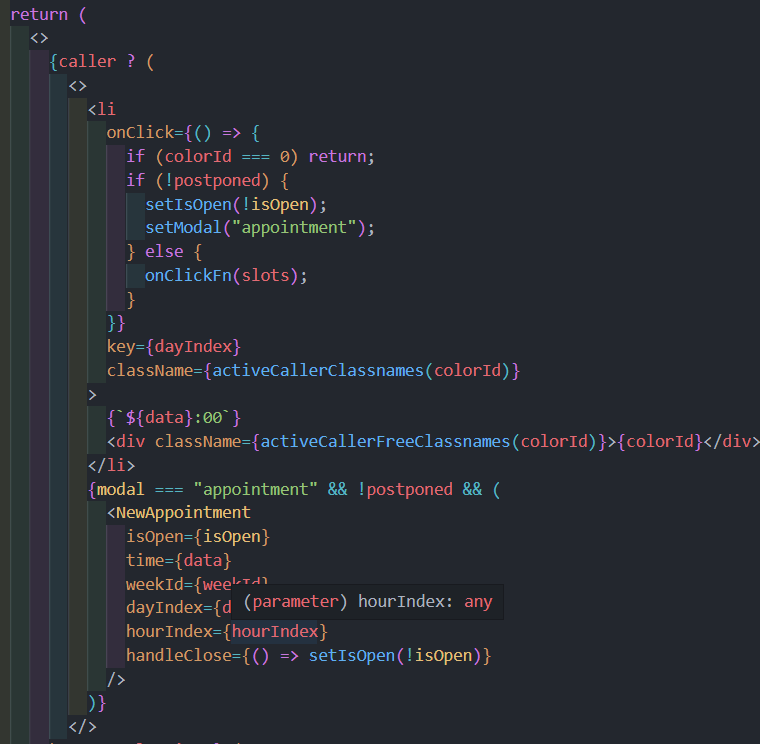 return (
<>
{caller ? (
<>
<li
onClick={() => {
if (colorId === 0) return;
if (!postponed) {
setIsOpen(!isOpen);
setModal("appointment");
} else {
onClickFn(slots);
}
}}
key={dayIndex}
className={activeCallerClassnames(colorId)}
>
{`${data}:00`}
<div className={activeCallerFreeClassnames(colorId)}>{colorId}</div>
</li>
{modal === "appointment" && !postponed && (
<NewAppointment
isOpen={isOpen}
time={data}
weekId={weekId}
dayIndex={d
(parameter) hourIndex: any
hourIndex={hourIndex}
handleClose={() => setIsOpen(!isOpen)}
/>
)}
</>